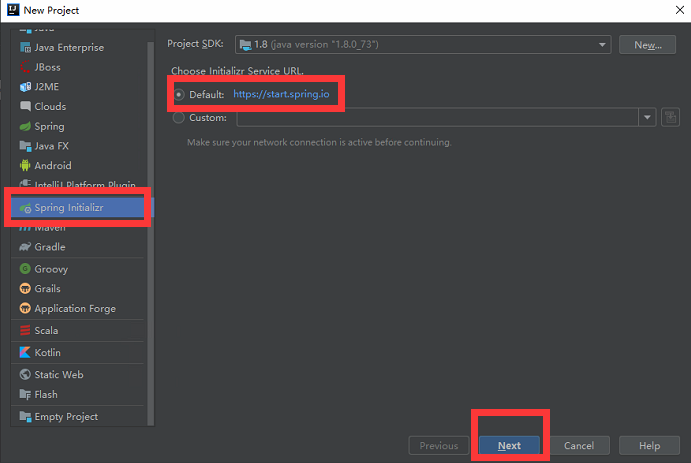 New Project
Java
Java Enterprise
JBoss
J2ME
Clouds
Spring
Java FX
Android
IntelliJ Platform Plugin
Spring Initializr
Maven
Gradle
Groovy
Grails
Application Forge
Scala
Kotlin
Static Web
Flash
Empty Project
Project SDK: 1.8 (java version "1.8.0_73") New...
Choose Initializr Service URL.
Default: https://start.spring.io
Custom:
Make sure your network connection is active before continuing.
Previous Next Cancel Help